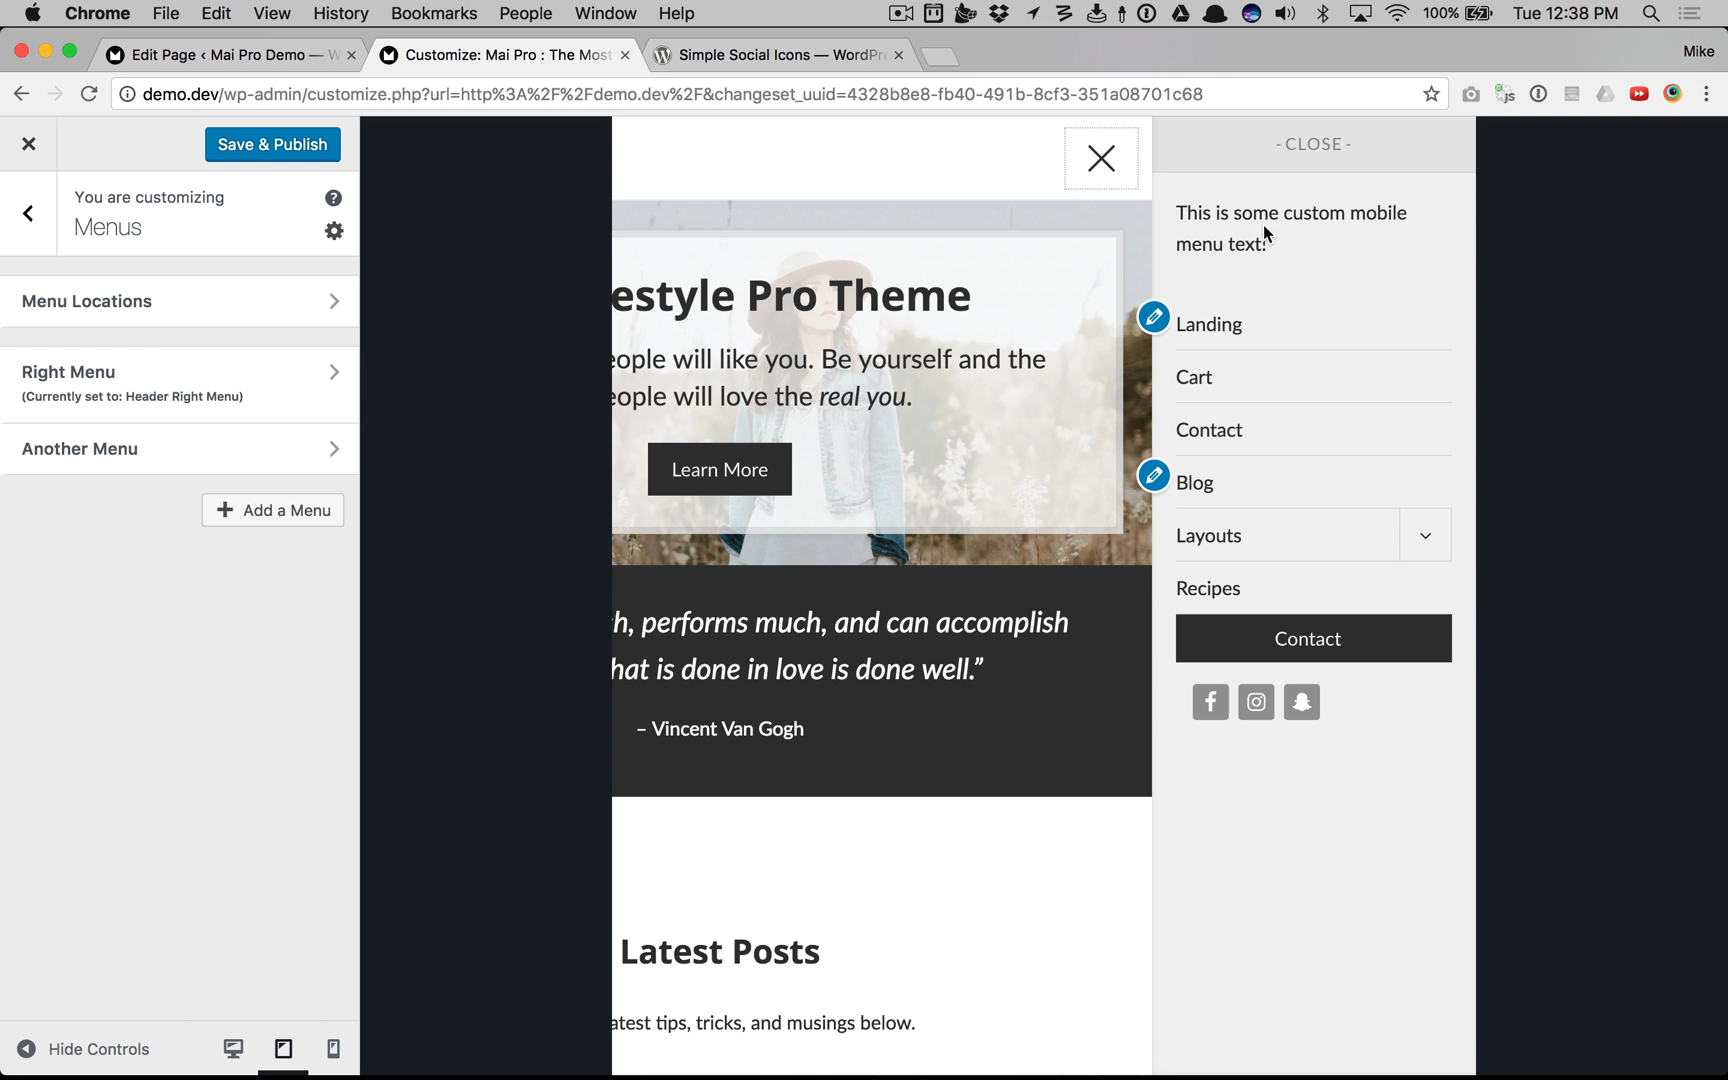 Chrome File Edit View History Bookmarks People Window Help 100% Tue 12:38 PM
Edit Page ‹ Mai Pro Demo — W Customize: Mai Pro : The Most Simple Social Icons — WordPre Mike
demo.dev/wp-admin/customize.php?url=http%3A%2F%2Fdemo.dev%2F&changeset_uuid=4328b8e8-fb40-491b-8cf3-351a08701c68
Save & Publish
You are customizing
Menus
Menu Locations
Right Menu
(Currently set to: Header Right Menu)
Another Menu
Add a Menu
Hide Controls
estyle Pro Theme
eople will like you. Be yourself and the
eople will love the real you.
Learn More
h, performs much, and can accomplish
hat is done in love is done well.”
– Vincent Van Gogh
Latest Posts
atest tips, tricks, and musings below.
- CLOSE -
This is some custom mobile
menu text!
Landing
Cart
Contact
Blog
Layouts
Recipes
Contact